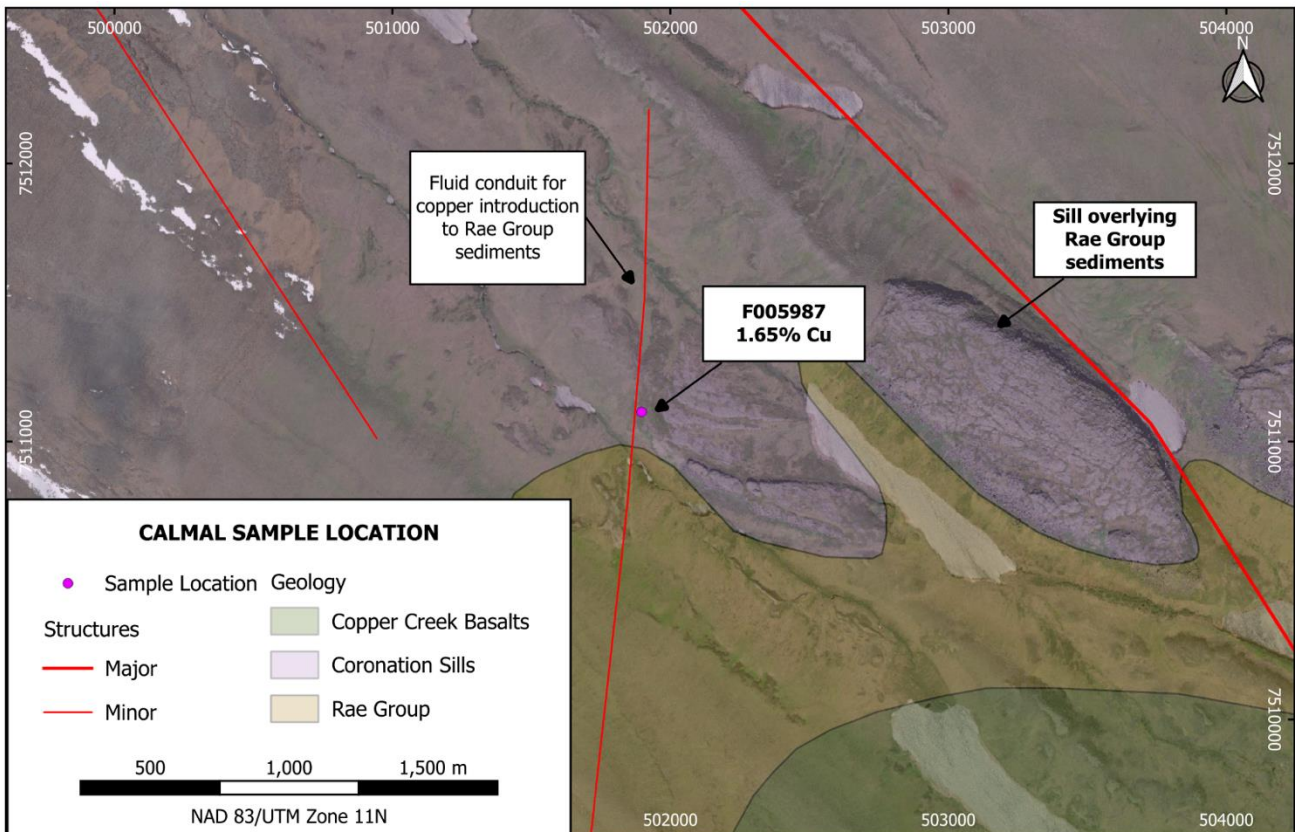 500000
501000
502000
503000
504000
N
7512000
7512000
Fluid conduit for
copper introduction
to Rae Group
sediments
Sill overlying
Rae Group
sediments
F005987
1.65% Cu
7511000
7511000
CALMAL SAMPLE LOCATION
Sample Location
Geology
Structures
Copper Creek Basalts
Major
Coronation Sills
Minor
Rae Group
7510000
500
1,000
1,500 m
NAD 83/UTM Zone 11N
502000
503000
504000